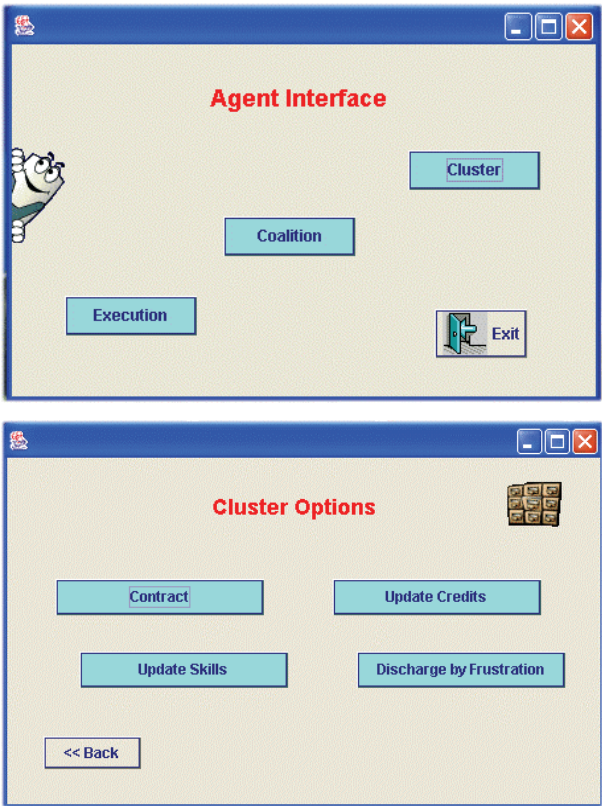 Agent Interface
Cluster
Coalition
Execution
Exit
Cluster Options
Contract
Update Credits
Update Skills
Discharge by Frustration
<< Back